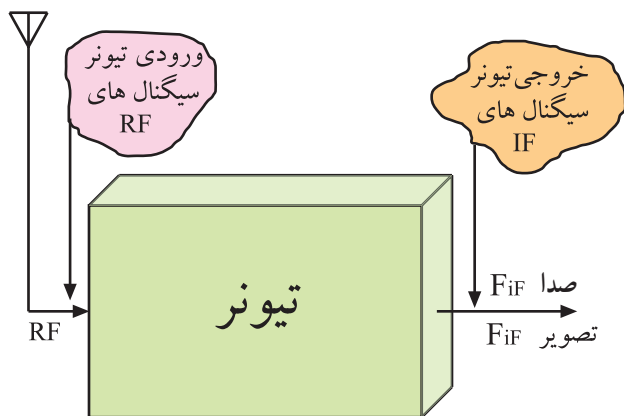 ورودی تیونر
سیگنال های
RF
خروجی تیونر
سیگنال های
IF
تیونر
RF
صدا FiF
تصویر FiF